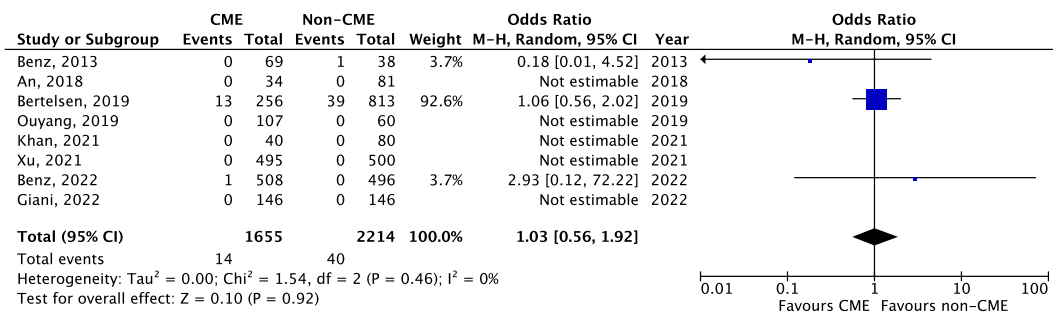 CME Non-CME Odds Ratio Odds Ratio
Study or Subgroup Events Total Events Total Weight M-H, Random, 95% CI Year M-H, Random, 95% CI
Benz, 2013 0 69 1 38 3.7% 0.18 [0.01, 4.52] 2013
An, 2018 0 34 0 81 Not estimable 2018
Bertelsen, 2019 13 256 39 813 92.6% 1.06 [0.56, 2.02] 2019
Ouyang, 2019 0 107 0 60 Not estimable 2019
Khan, 2021 0 40 0 80 Not estimable 2021
Xu, 2021 0 495 0 500 Not estimable 2021
Benz, 2022 1 508 0 496 3.7% 2.93 [0.12, 72.22] 2022
Giani, 2022 0 146 0 146 Not estimable 2022
Total (95% CI) 1655 2214 100.0% 1.03 [0.56, 1.92]
Total events 14 40
Heterogeneity: Tau² = 0.00; Chi² = 1.54, df = 2 (P = 0.46); I² = 0%
Test for overall effect: Z = 0.10 (P = 0.92)
0.01 0.1 1 10 100
Favours CME Favours non-CME